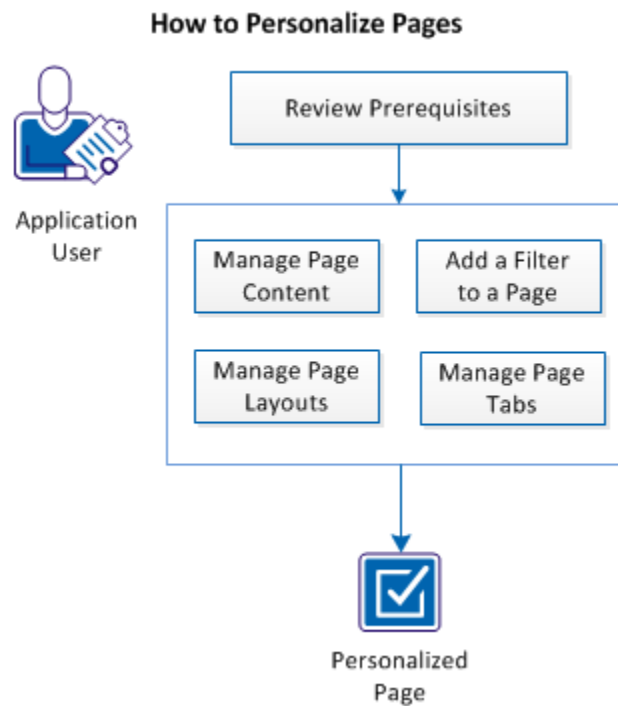 How to Personalize Pages
Review Prerequisites
Application
User
Manage Page
Content
Add a Filter
to a Page
Manage Page
Layouts
Manage Page
Tabs
Personalized
Page